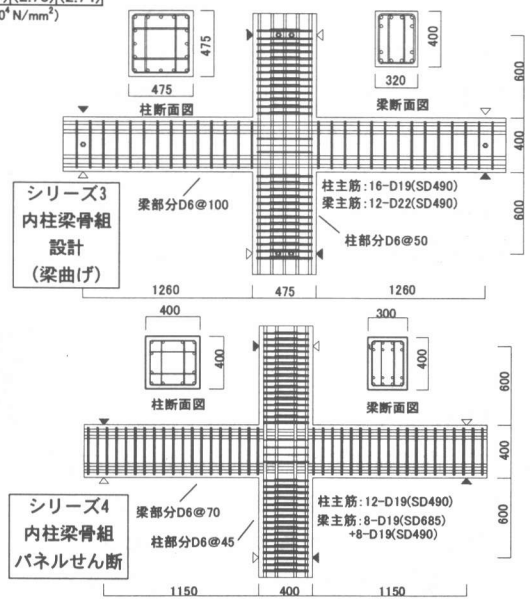 ⁴ N/mm²)
475
475
柱断面図
400
320
梁断面図
600
400
600
シリーズ3
内柱梁骨組
設計
(梁曲げ)
梁部分D6@100
柱主筋:16-D19(SD490)
梁主筋:12-D22(SD490)
柱部分D6@50
1260
475
1260
400
400
柱断面図
300
400
梁断面図
600
400
600
シリーズ4
内柱梁骨組
パネルせん断
梁部分D6@70
柱部分D6@45
柱主筋:12-D19(SD490)
梁主筋:8-D19(SD685)
+8-D19(SD490)
1150
400
1150